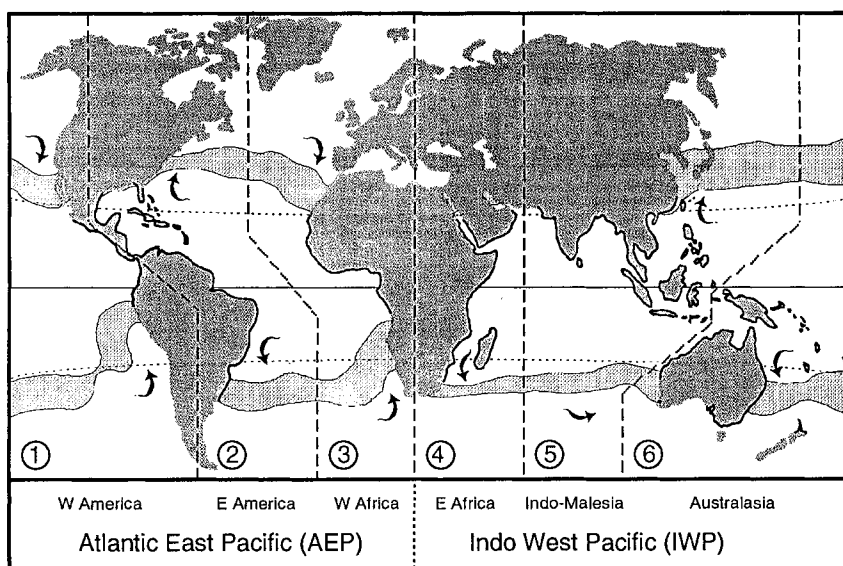 ① ② ③ ④ ⑤ ⑥
W America E America W Africa E Africa Indo-Malesia Australasia
Atlantic East Pacific (AEP) Indo West Pacific (IWP)